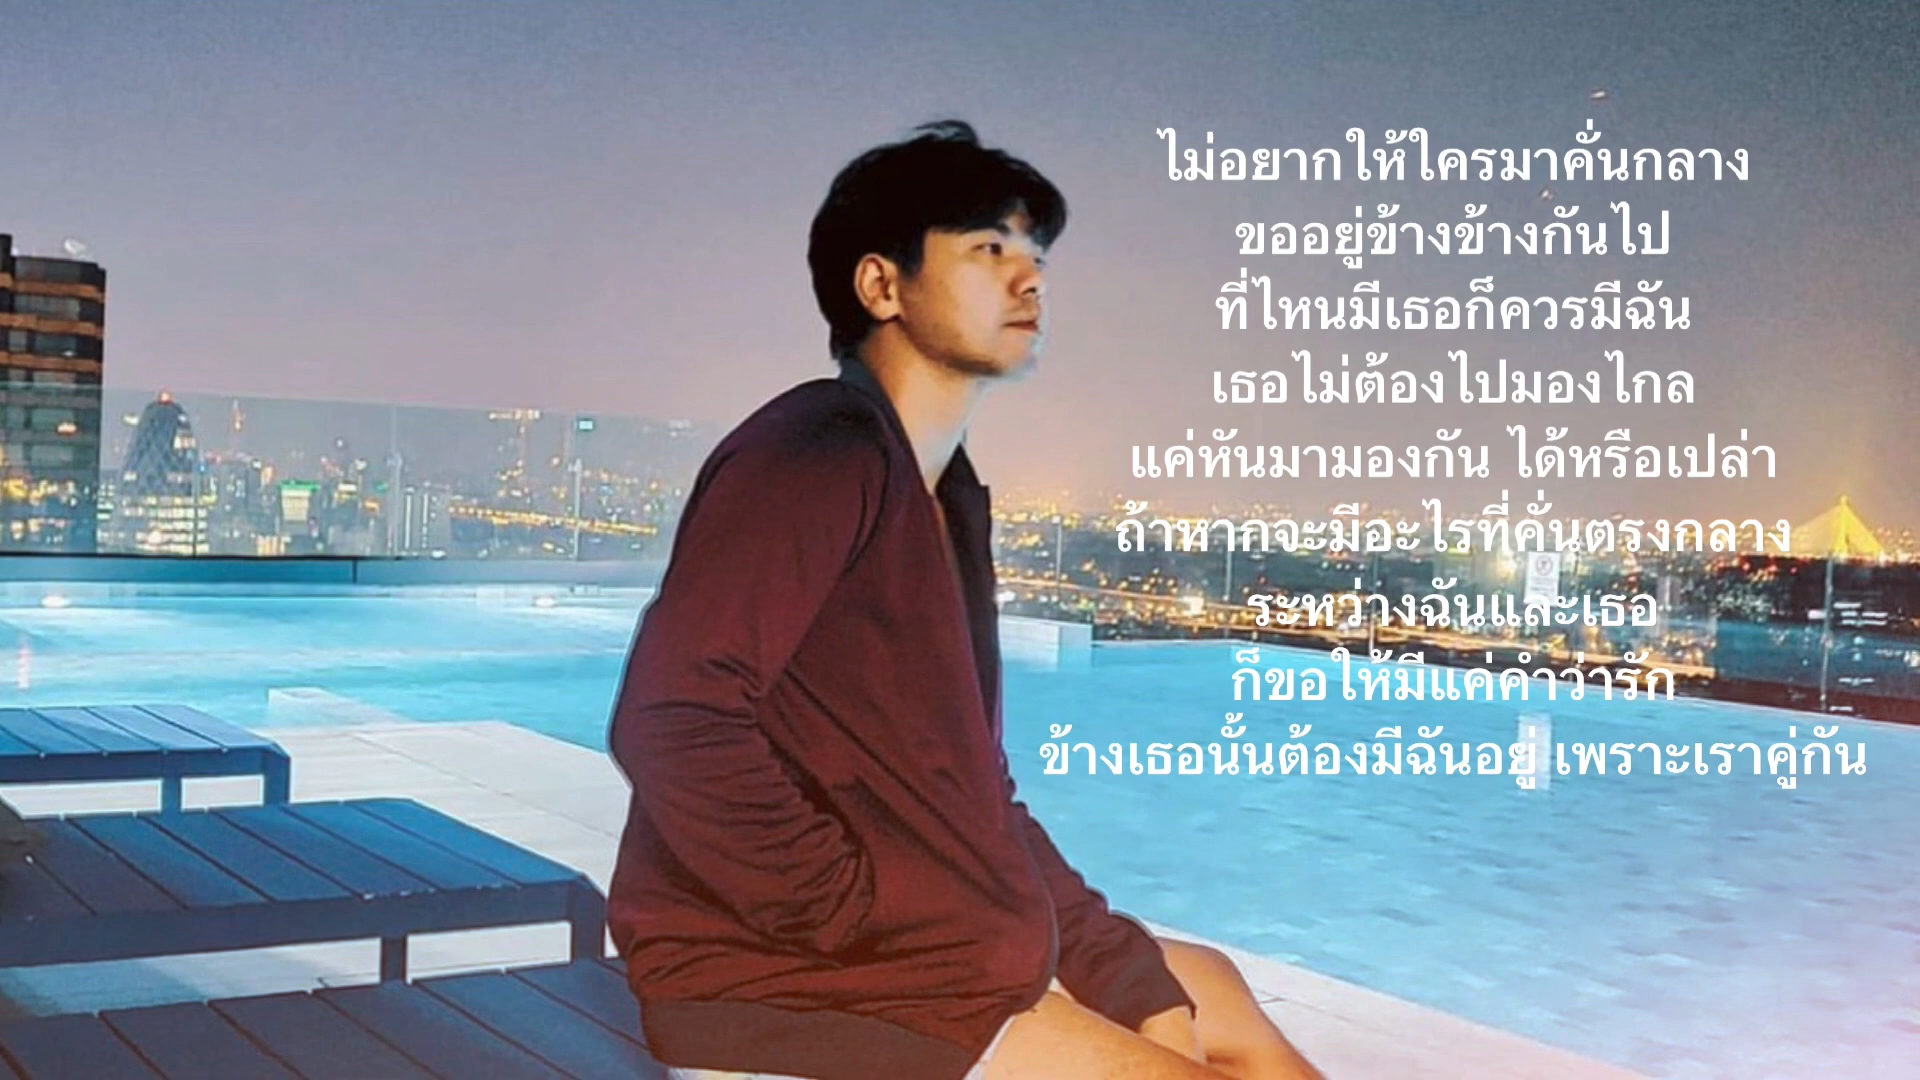 ไม่อยากให้ใครมาคั่นกลาง
ขออยู่ข้างข้างกันไป
ที่ไหนมีเธอก็ควรมีฉัน
เธอไม่ต้องไปมองไกล
แค่หันมามองกัน ได้หรือเปล่า
ถ้าหากจะมีอะไรที่คั่นตรงกลาง
ระหว่างฉันและเธอ
ก็ขอให้มีแค่คำว่ารัก
ข้างเธอนั้นต้องมีฉันอยู่ เพราะเราคู่กัน